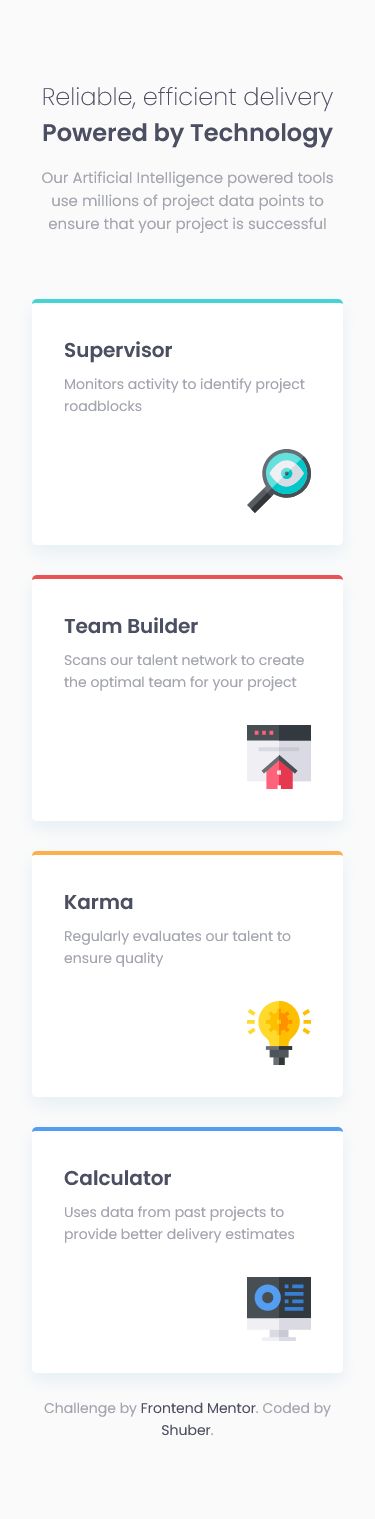 Reliable, efficient delivery
Powered by Technology
Our Artificial Intelligence powered tools
use millions of project data points to
ensure that your project is successful
Supervisor
Monitors activity to identify project
roadblocks
Team Builder
Scans our talent network to create
the optimal team for your project
Karma
Regularly evaluates our talent to
ensure quality
Calculator
Uses data from past projects to
provide better delivery estimates
Challenge by Frontend Mentor. Coded by
Shuber.